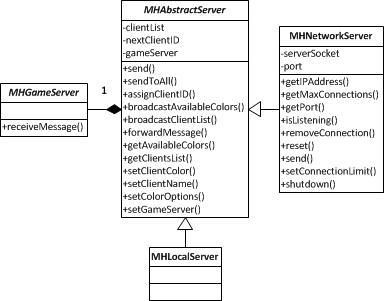 MHAbstractServer
-clientList
-nextClientID
-gameServer
+send()
+sendToAll()
+assignClientID()
+broadcastAvailableColors()
+broadcastClientList()
+forwardMessage()
+getAvailableColors()
+getClientsList()
+setClientColor()
+setClientName()
+setColorOptions()
+setGameServer()
MHGameServer
+receiveMessage()
1
MHNetworkServer
-serverSocket
-port
+getIPAddress()
+getMaxConnections()
+getPort()
+isListening()
+removeConnection()
+reset()
+send()
+setConnectionLimit()
+shutdown()
MHLocalServer